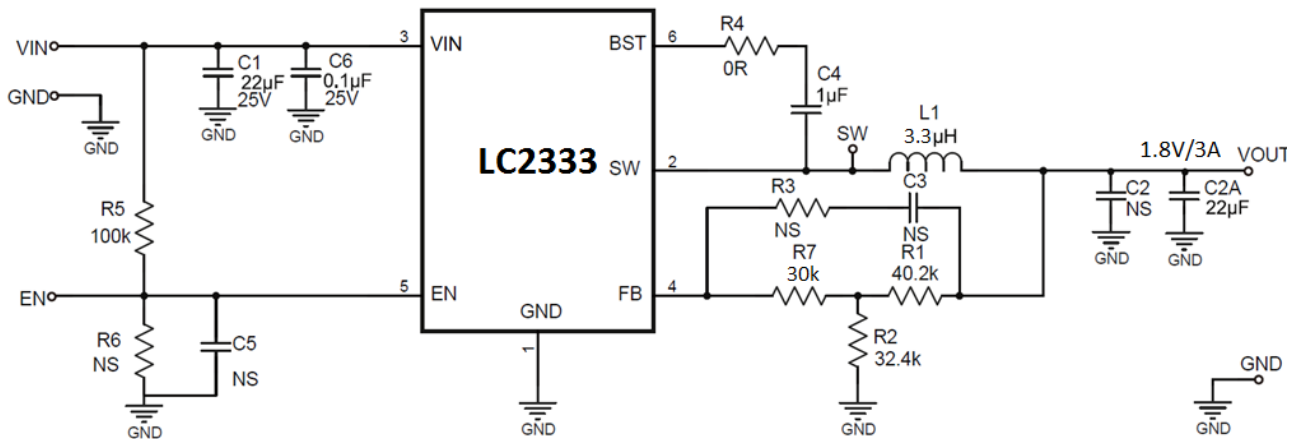 VIN
GND
GND
C1
22µF
25V
GND
C6
0.1µF
25V
GND
R5
100k
EN
R6
NS
C5
NS
GND
3
VIN
5
EN
LC2333
BST
6
SW
2
FB
4
GND
1
GND
R4
0R
C4
1µF
SW
L1
3.3µH
1.8V/3A
VOUT
R3
NS
C3
NS
R7
30k
R1
40.2k
R2
32.4k
GND
C2
NS
GND
C2A
22µF
GND
GND
GND